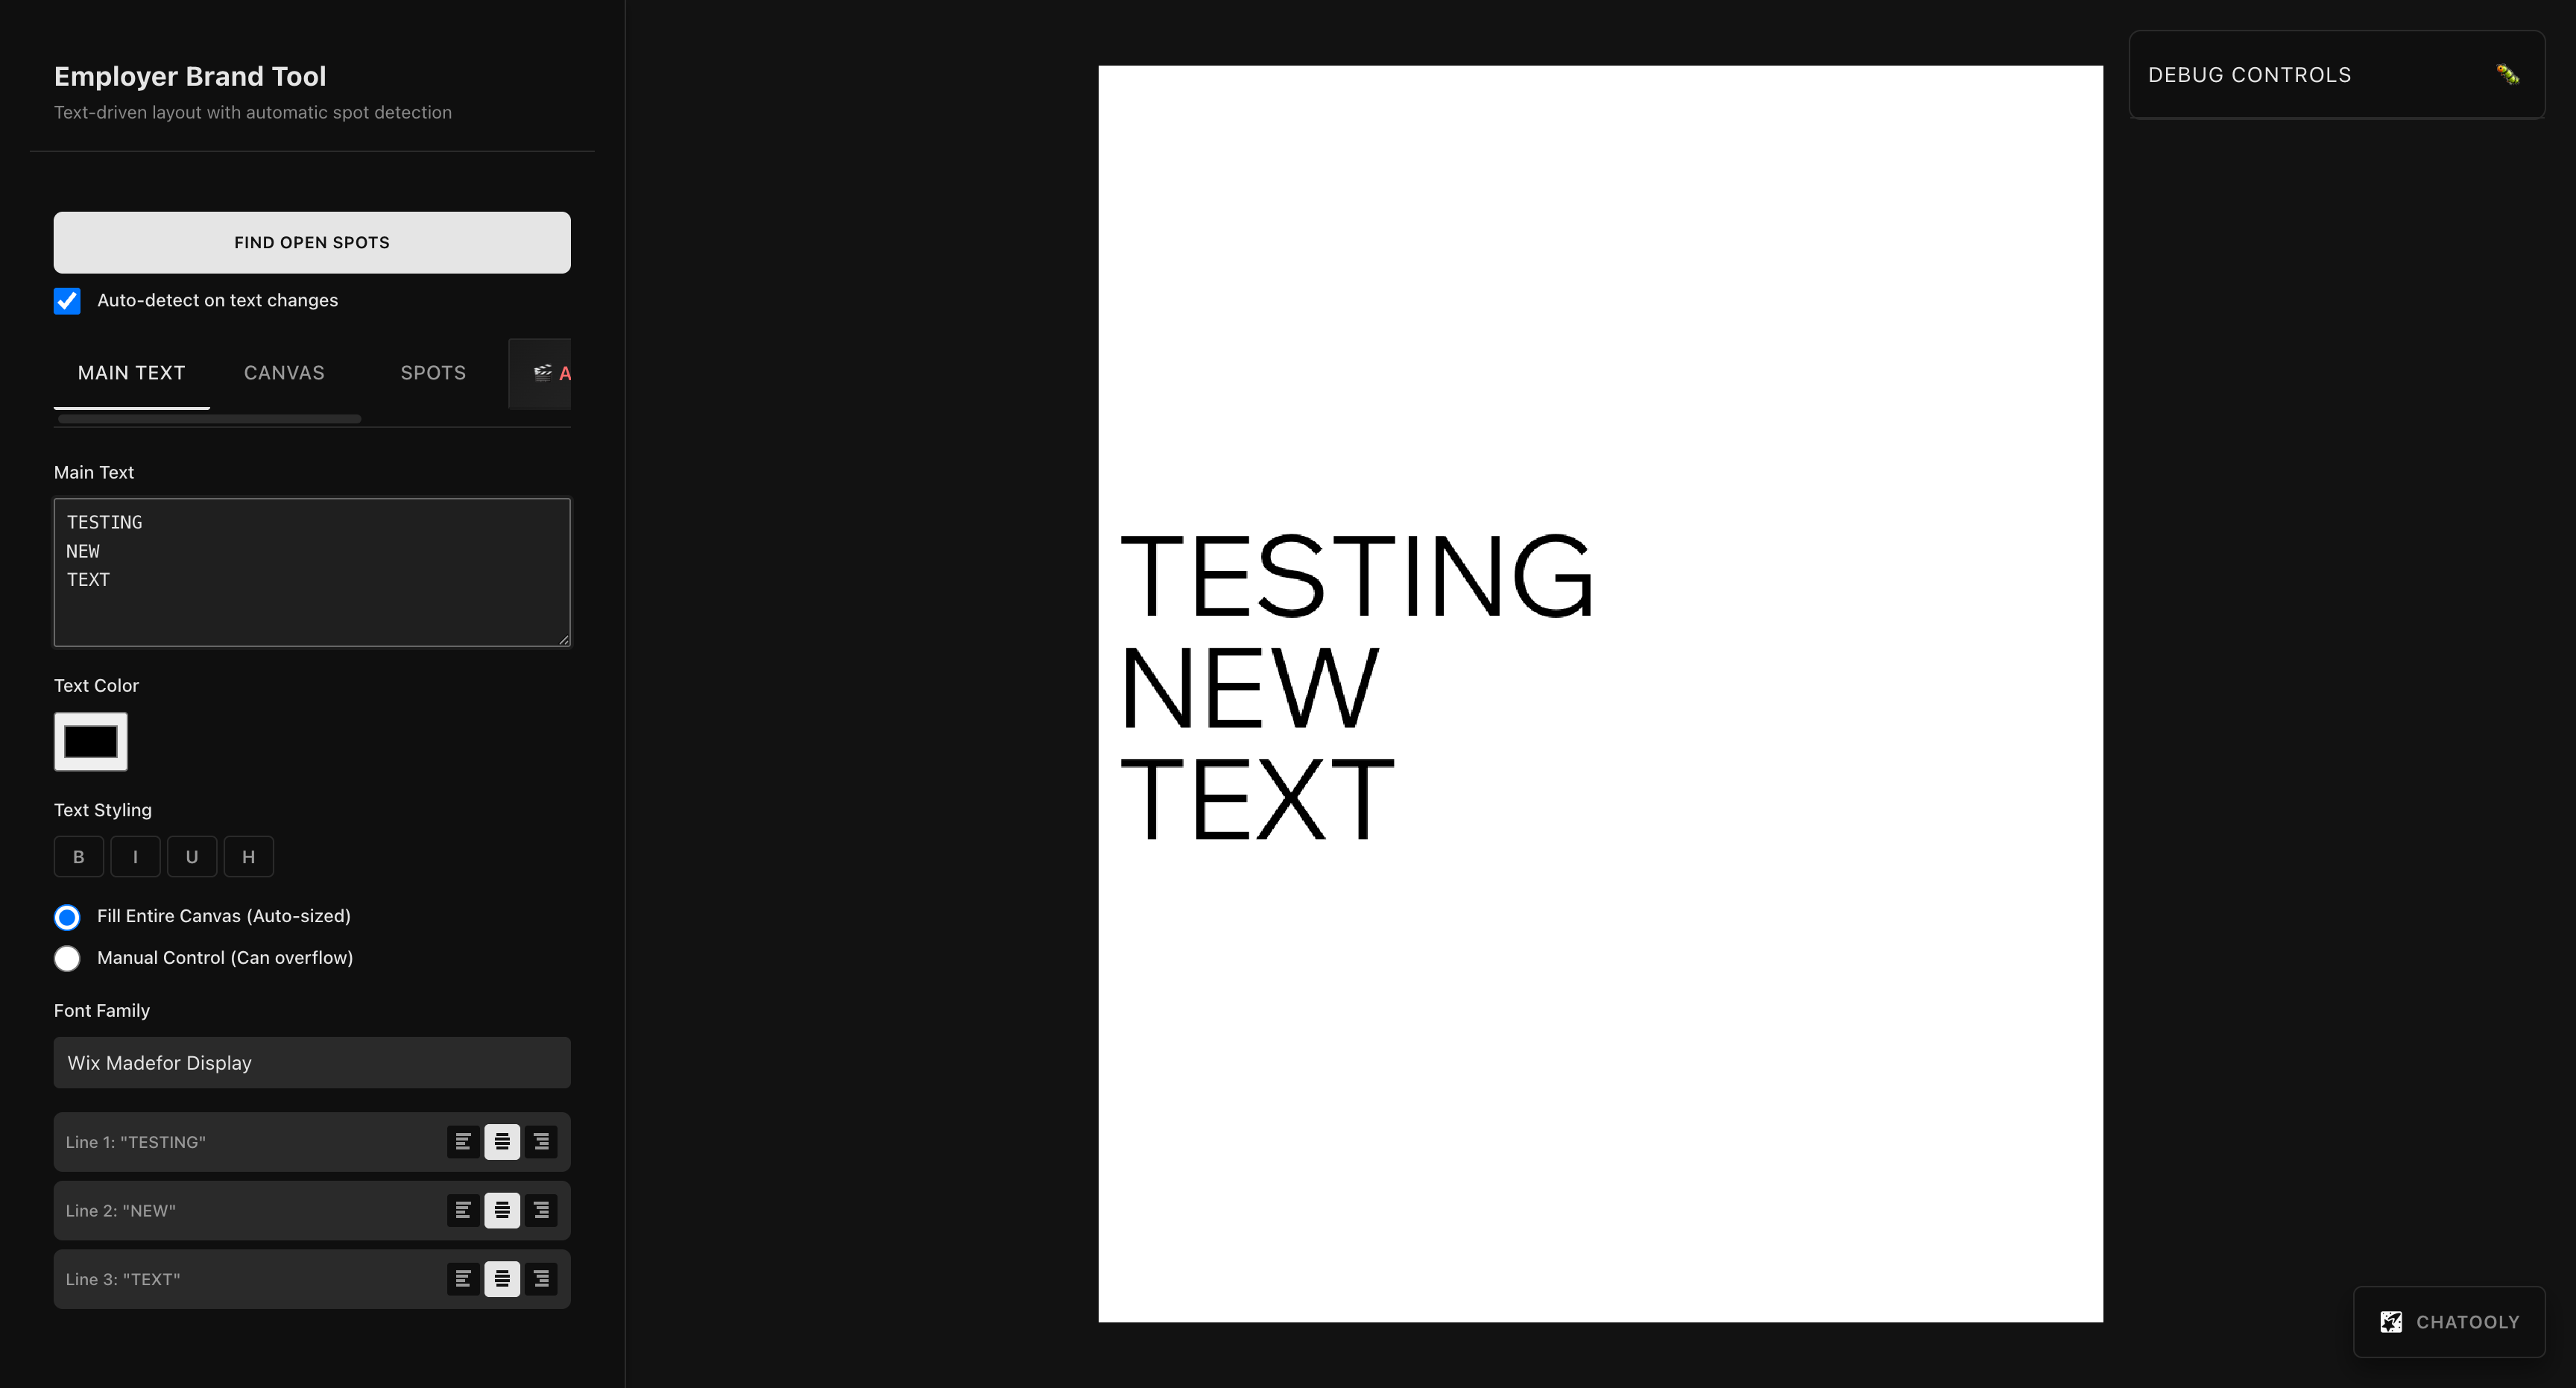 Employer Brand Tool
Text-driven layout with automatic spot detection
FIND OPEN SPOTS
Auto-detect on text changes
MAIN TEXT
CANVAS
SPOTS
A
Main Text
TESTING
NEW
TEXT
Text Color
Text Styling
B
I
U
H
Fill Entire Canvas (Auto-sized)
Manual Control (Can overflow)
Font Family
Wix Madefor Display
Line 1: "TESTING"
Line 2: "NEW"
Line 3: "TEXT"
TESTING
NEW
TEXT
DEBUG CONTROLS
CHATOOLY